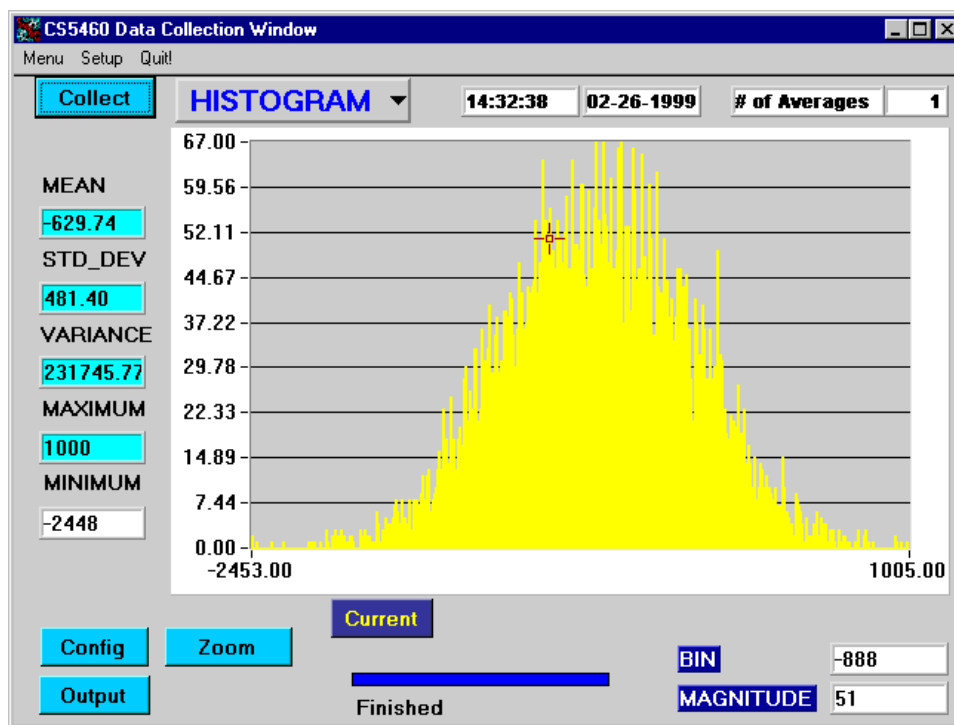 CS5460 Data Collection Window
Menu Setup Quit!
Collect
HISTOGRAM
14:32:38
02-26-1999
# of Averages
1
MEAN
-629.74
STD_DEV
481.40
VARIANCE
231745.77
MAXIMUM
1000
MINIMUM
-2448
67.00
59.56
52.11
44.67
37.22
29.78
22.33
14.89
7.44
0.00
-2453.00
1005.00
Current
Config
Zoom
Output
Finished
BIN
-888
MAGNITUDE
51